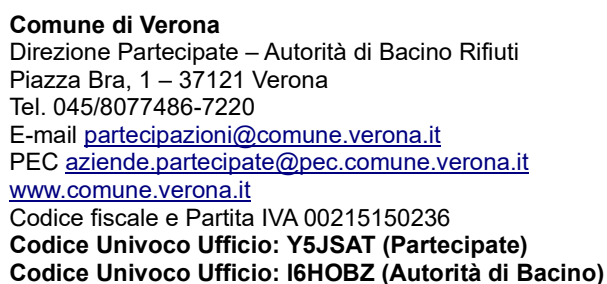 Comune di Verona
Direzione Partecipate – Autorità di Bacino Rifiuti
Piazza Bra, 1 – 37121 Verona
Tel. 045/8077486-7220
E-mail partecipazioni@comune.verona.it
PEC aziende.partecipate@pec.comune.verona.it
www.comune.verona.it
Codice fiscale e Partita IVA 00215150236
Codice Univoco Ufficio: Y5JSAT (Partecipate)
Codice Univoco Ufficio: I6HOBZ (Autorità di Bacino)